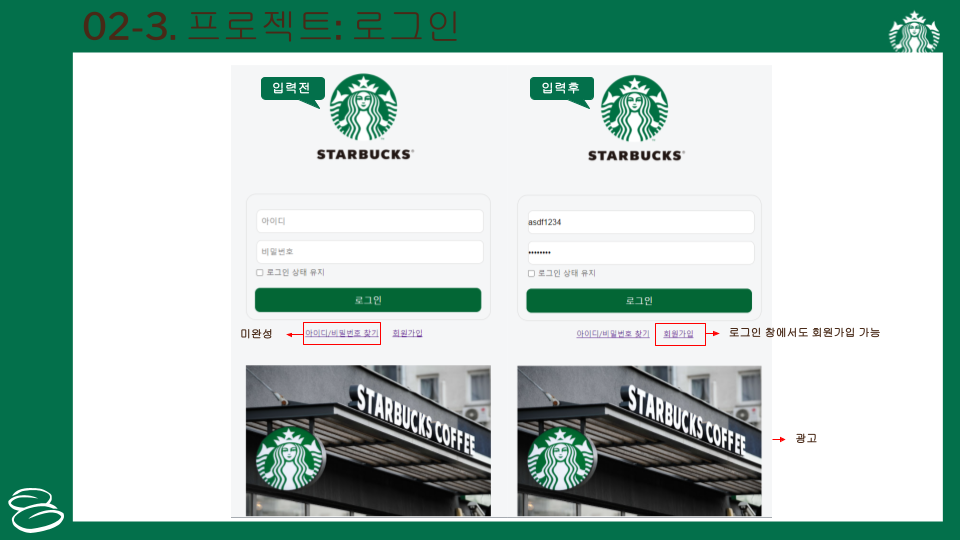 02-3. 프로젝트: 로그인
입력전
STARBUCKS
아이디
비밀번호
로그인 상태 유지
로그인
미완성
아이디/비밀번호 찾기
회원가입
STARBUCKS COFFEE
입력후
STARBUCKS
asdf1234
••••••••
로그인 상태 유지
로그인
아이디/비밀번호 찾기
회원가입
로그인 창에서도 회원가입 가능
STARBUCKS COFFEE
광고